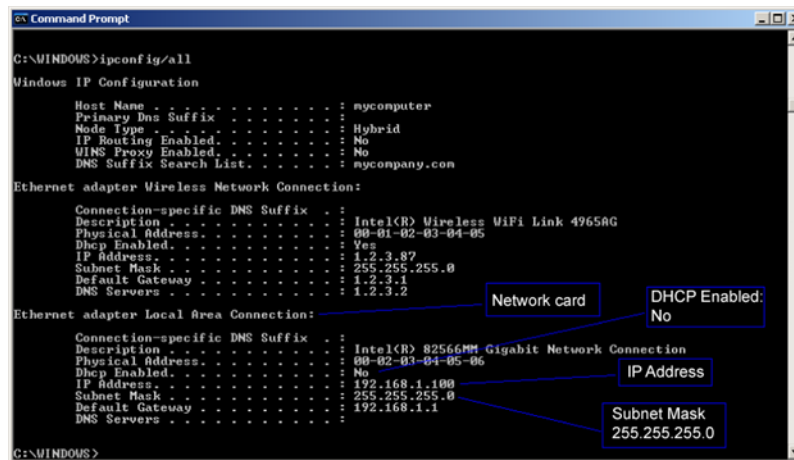 Command Prompt
C:\WINDOWS>ipconfig/all
Windows IP Configuration
Host Name . . . . . . . . . . . . : mycomputer
Primary Dns Suffix . . . . . . . :
Node Type . . . . . . . . . . . . : Hybrid
IP Routing Enabled. . . . . . . . : No
WINS Proxy Enabled. . . . . . . . : No
DNS Suffix Search List. . . . . . : mycompany.com
Ethernet adapter Wireless Network Connection:
Connection-specific DNS Suffix . :
Description . . . . . . . . . . . : Intel(R) Wireless WiFi Link 4965AG
Physical Address. . . . . . . . . : 00-01-02-03-04-05
Dhcp Enabled. . . . . . . . . . . : Yes
IP Address. . . . . . . . . . . . : 1.2.3.87
Subnet Mask . . . . . . . . . . . : 255.255.255.0
Default Gateway . . . . . . . . . : 1.2.3.1
DNS Servers . . . . . . . . . . . : 1.2.3.2
Network card
DHCP Enabled:
No
Ethernet adapter Local Area Connection:
Connection-specific DNS Suffix . :
Description . . . . . . . . . . . : Intel(R) 82566MM Gigabit Network Connection
Physical Address. . . . . . . . . : 00-02-03-04-05-06
Dhcp Enabled. . . . . . . . . . . : No
IP Address. . . . . . . . . . . . : 192.168.1.100
Subnet Mask . . . . . . . . . . . : 255.255.255.0
Default Gateway . . . . . . . . . : 192.168.1.1
DNS Servers . . . . . . . . . . . :
IP Address
Subnet Mask
255.255.255.0
C:\WINDOWS>